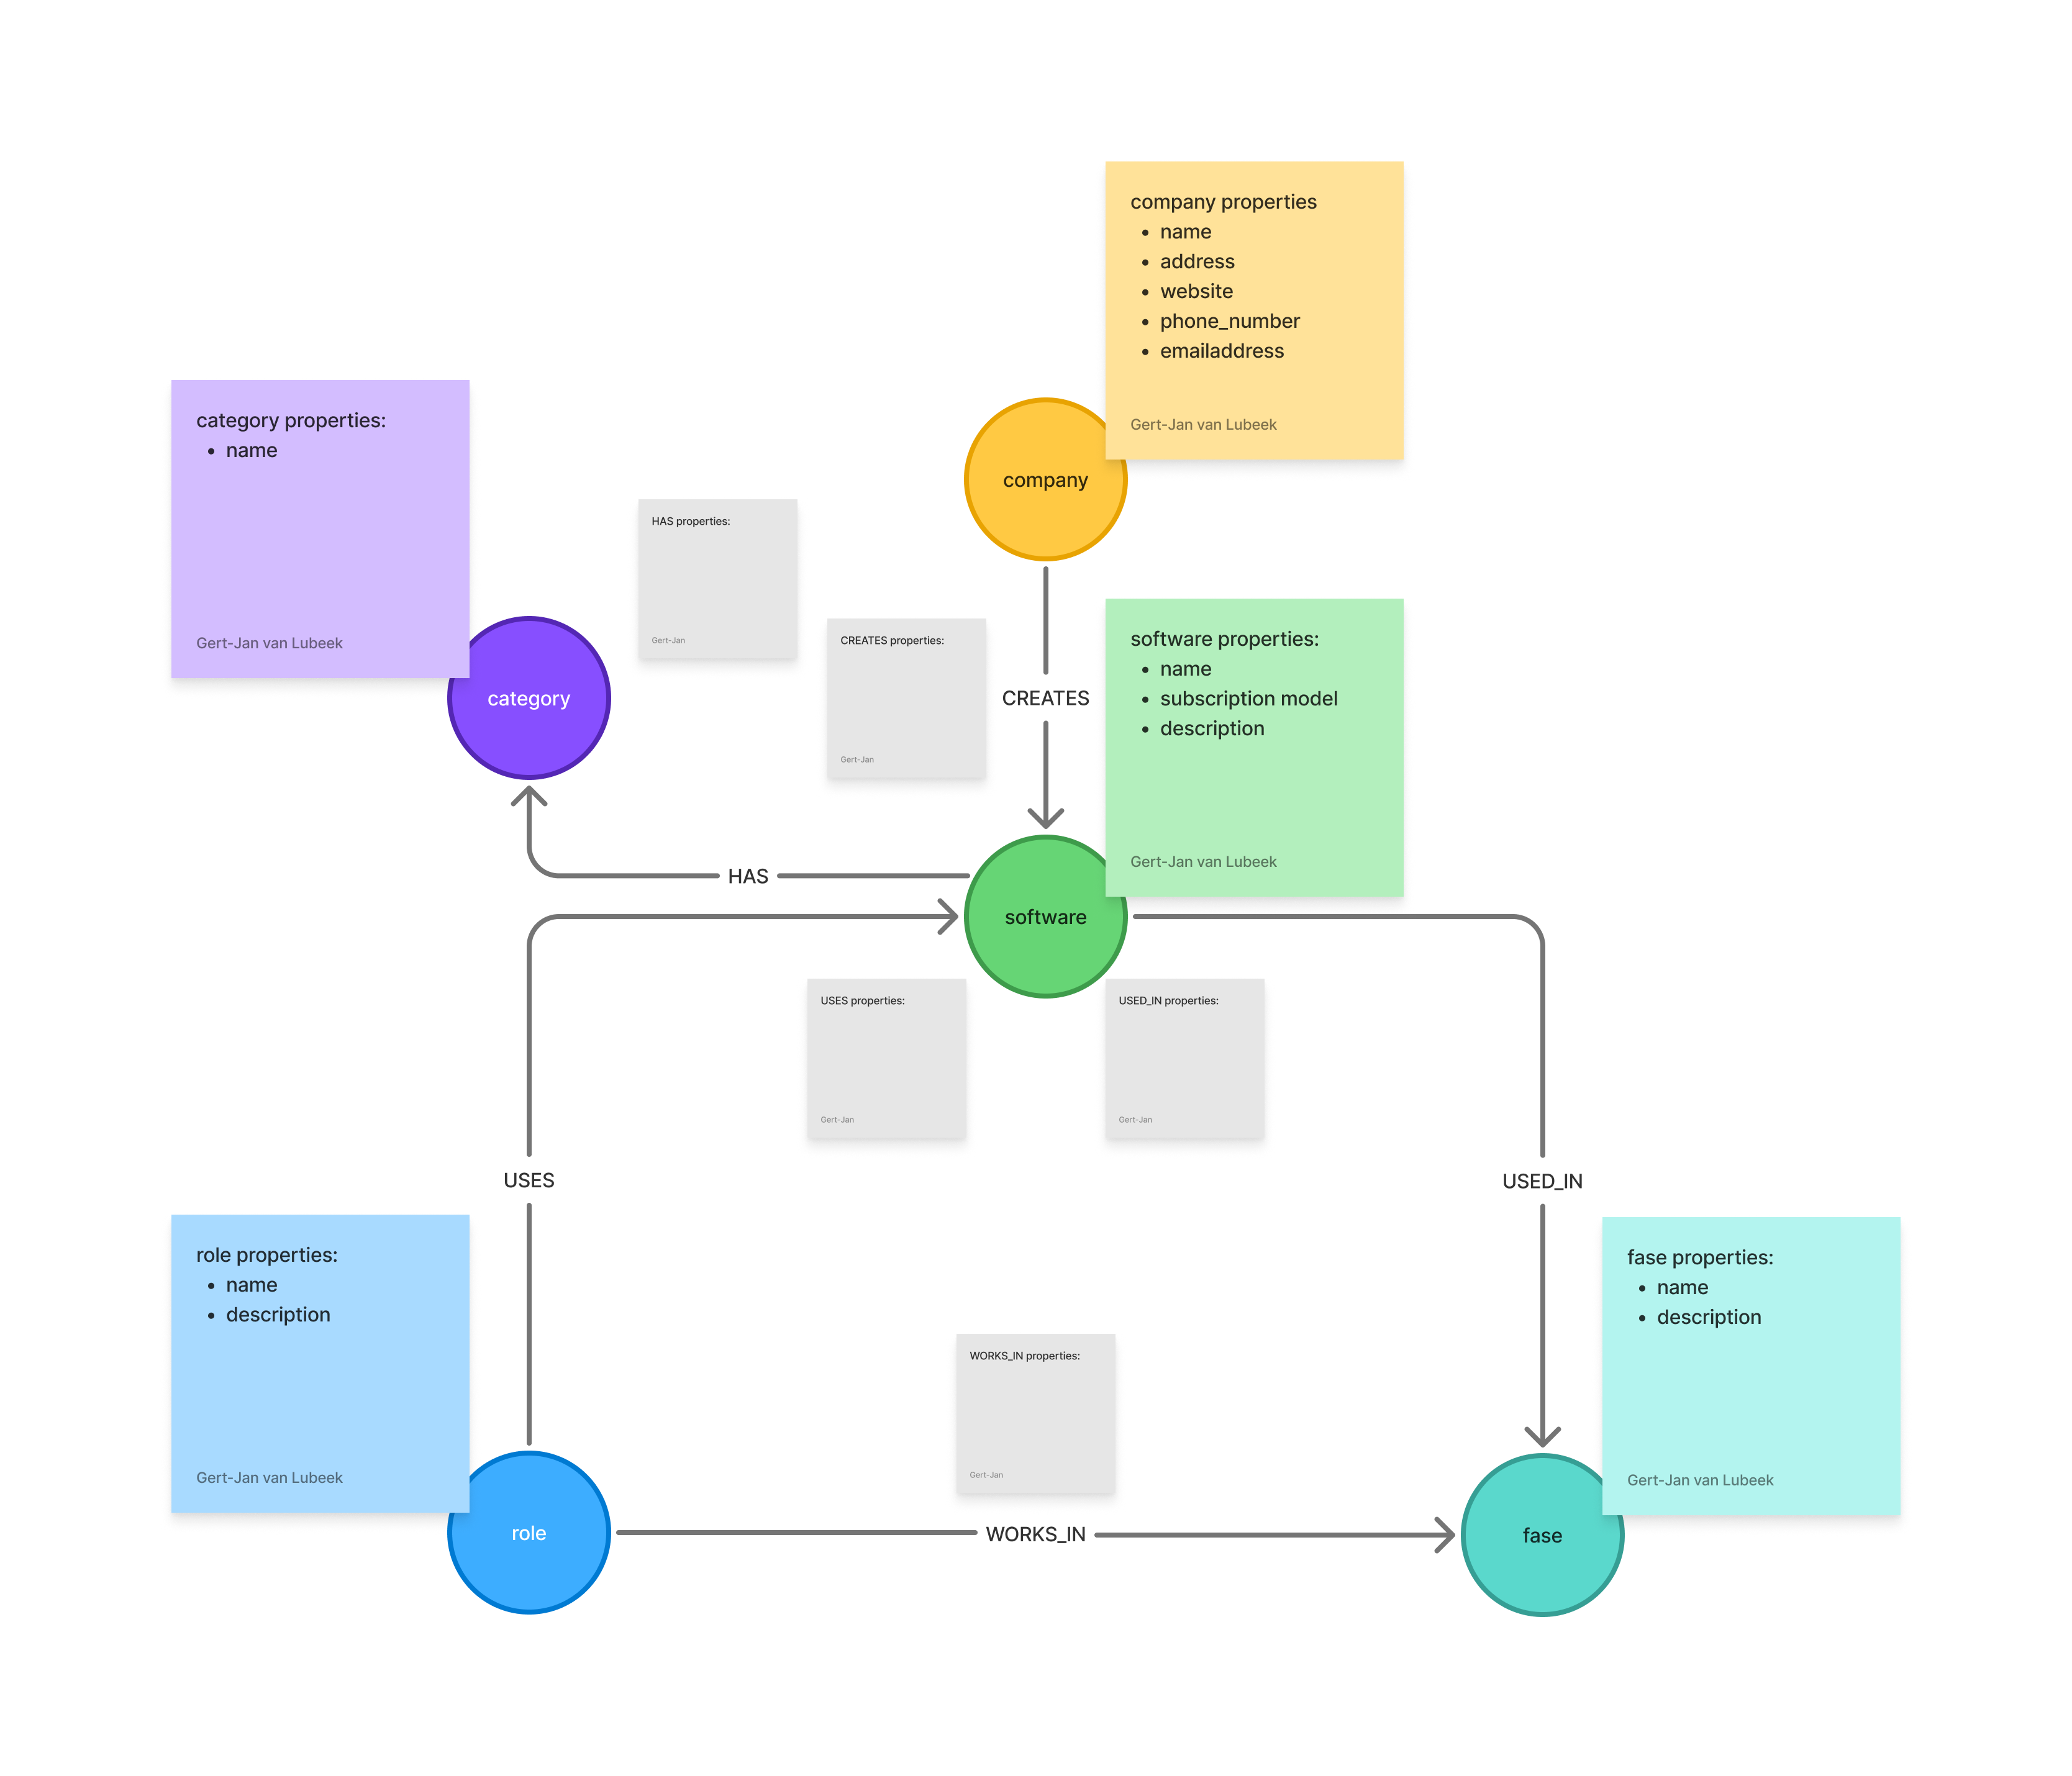 company properties
name
address
website
phone_number
emailaddress
Gert-Jan van Lubeek
company
category properties:
name
Gert-Jan van Lubeek
category
HAS properties:
Gert-Jan
CREATES properties:
Gert-Jan
CREATES
software properties:
name
subscription model
description
Gert-Jan van Lubeek
HAS
software
USES properties:
Gert-Jan
USED_IN properties:
Gert-Jan
USES
USED_IN
role properties:
name
description
Gert-Jan van Lubeek
role
WORKS_IN properties:
Gert-Jan
WORKS_IN
fase properties:
name
description
Gert-Jan van Lubeek
fase